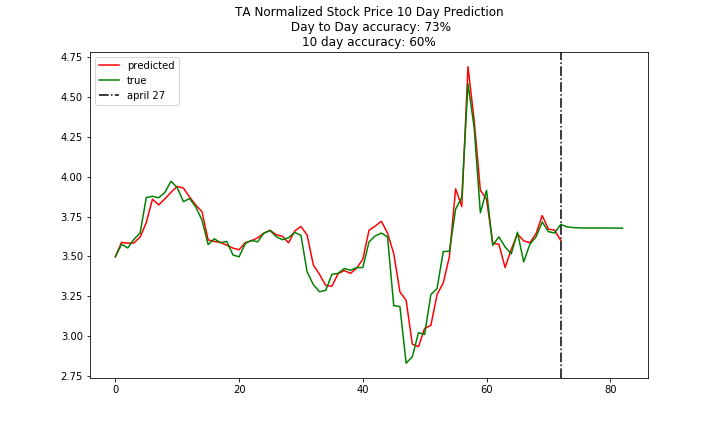 TA Normalized Stock Price 10 Day Prediction
Day to Day accuracy: 73%
10 day accuracy: 60%
predicted
true
april 27
4.75
4.50
4.25
4.00
3.75
3.50
3.25
3.00
2.75
0 20 40 60 80